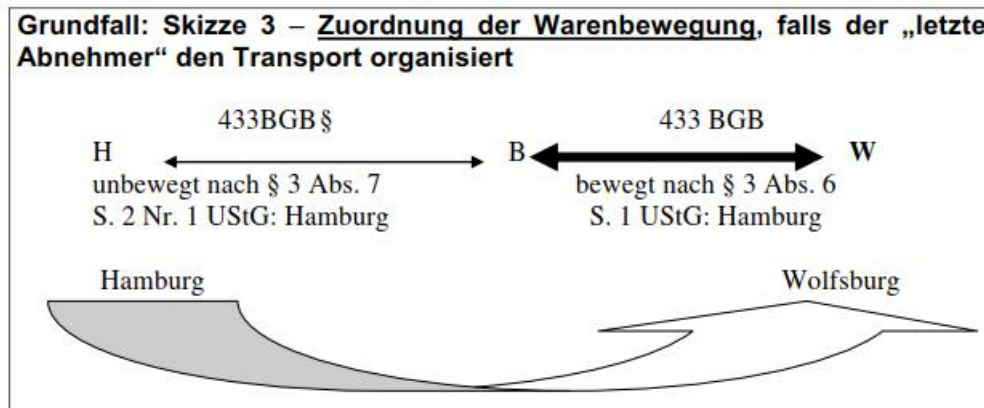 Grundfall: Skizze 3 – Zuordnung der Warenbewegung, falls der „letzte
Abnehmer“ den Transport organisiert
433BGB § 433 BGB
H B W
unbewegt nach § 3 Abs. 7 bewegt nach § 3 Abs. 6
S. 2 Nr. 1 UStG: Hamburg S. 1 UStG: Hamburg
Hamburg Wolfsburg